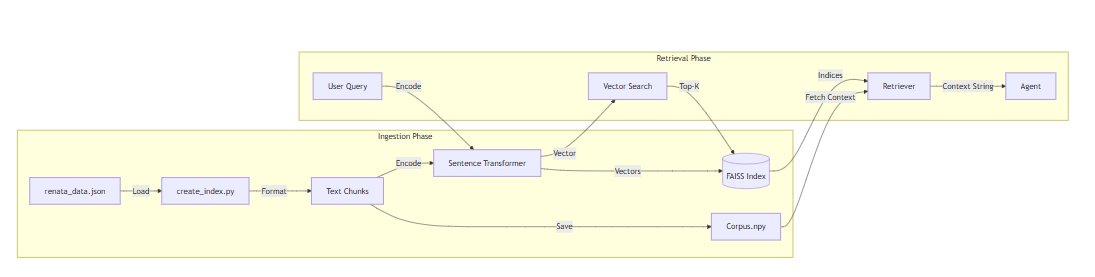 Retrieval Phase
User Query
Encode
Vector Search
Top-K
Indices
Fetch Context
Retriever
Context String
Agent
Ingestion Phase
renata_data.json
Load
create_index.py
Format
Text Chunks
Encode
Sentence Transformer
Vector
Vectors
FAISS Index
Save
Corpus.npy